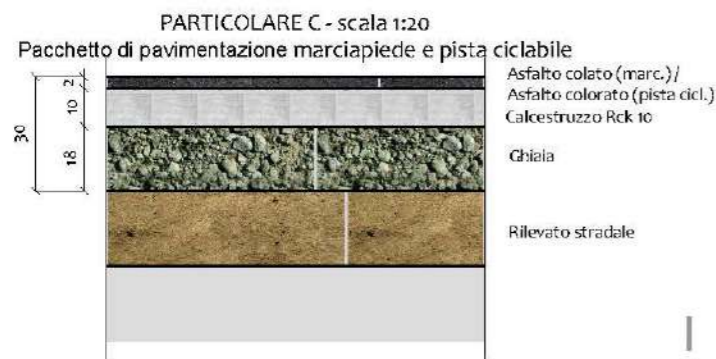 PARTICOLARE C - scala 1:20
Pacchetto di pavimentazione marciapiede e pista ciclabile
Asfalto colato (marc.)/
2
Asfalto colorato (pista cicl.)
10
Calcestruzzo Rck 10
30
18
Ghiaia
Rilevato stradale